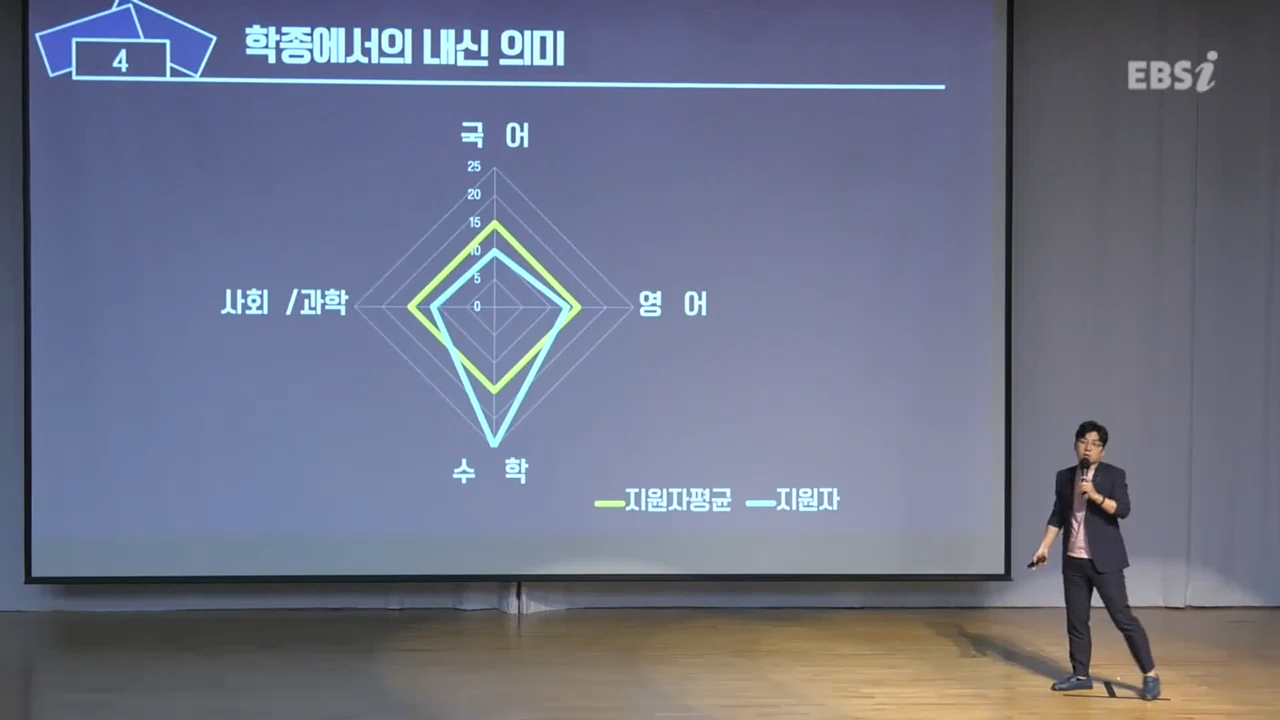 4
학종에서의 내신 의미
EBSi
국 어
25
20
15
10
5
0
사회 /과학
영 어
수 학
지원자평균 지원자